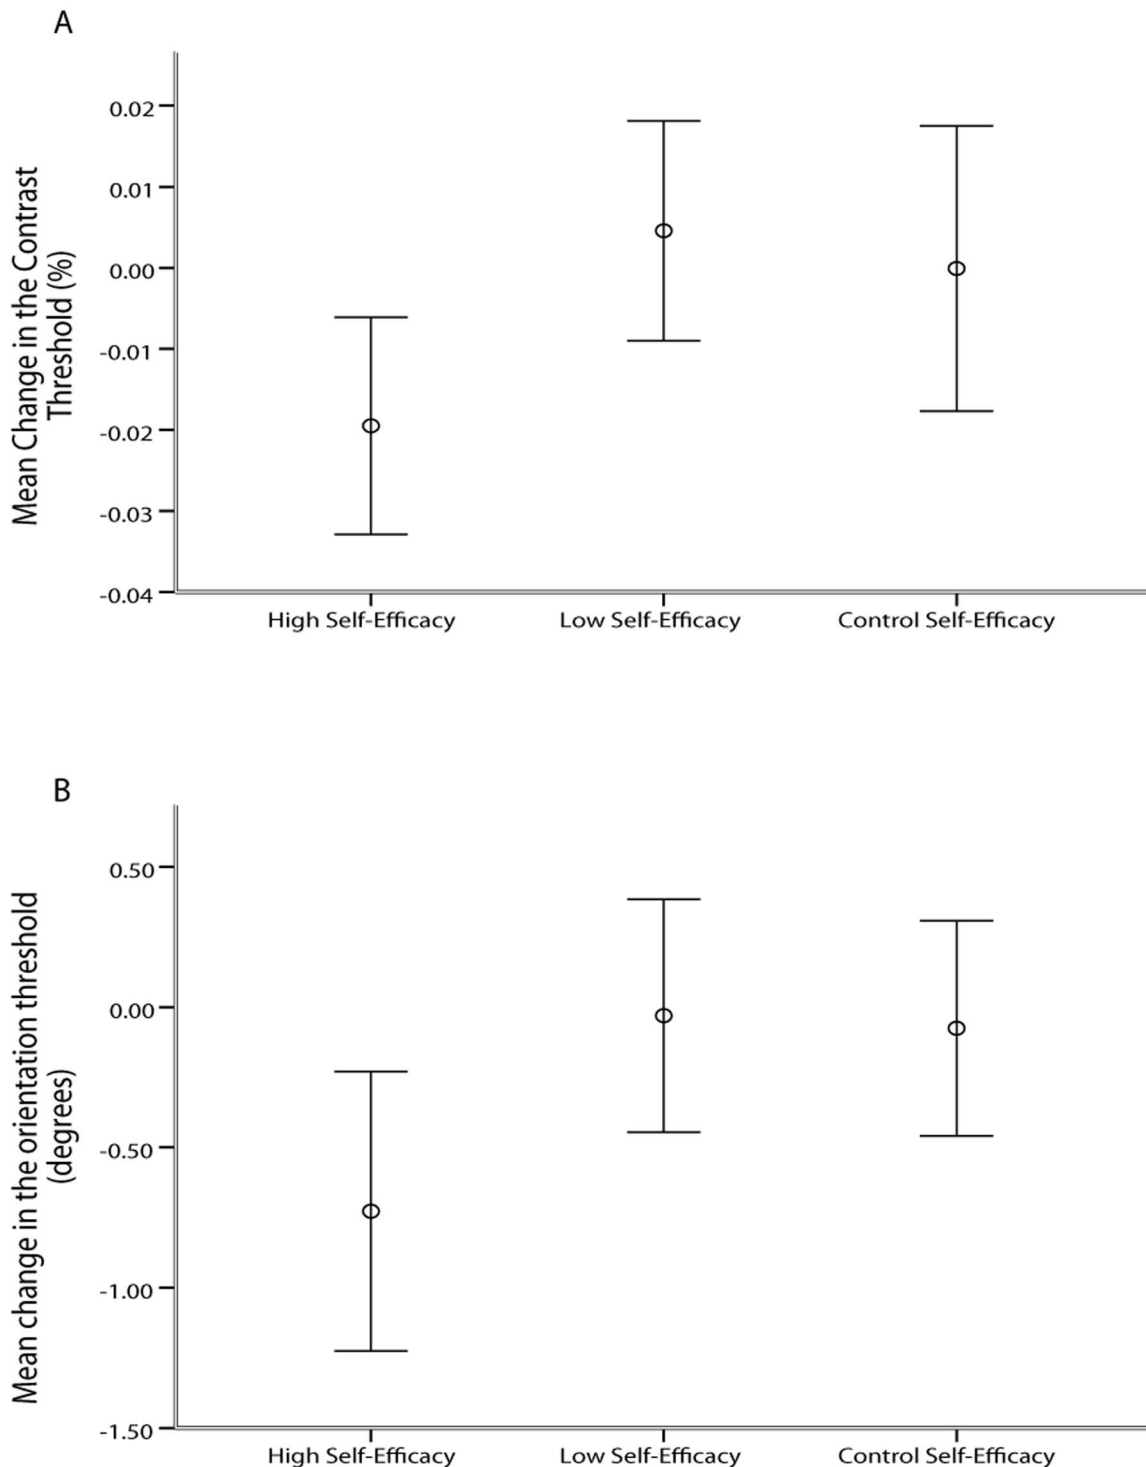 A
Mean Change in the Contrast
Threshold (%)
0.02
0.01
0.00
-0.01
-0.02
-0.03
-0.04
High Self-Efficacy
Low Self-Efficacy
Control Self-Efficacy
B
Mean change in the orientation threshold
(degrees)
0.50
0.00
-0.50
-1.00
-1.50
High Self-Efficacy
Low Self-Efficacy
Control Self-Efficacy